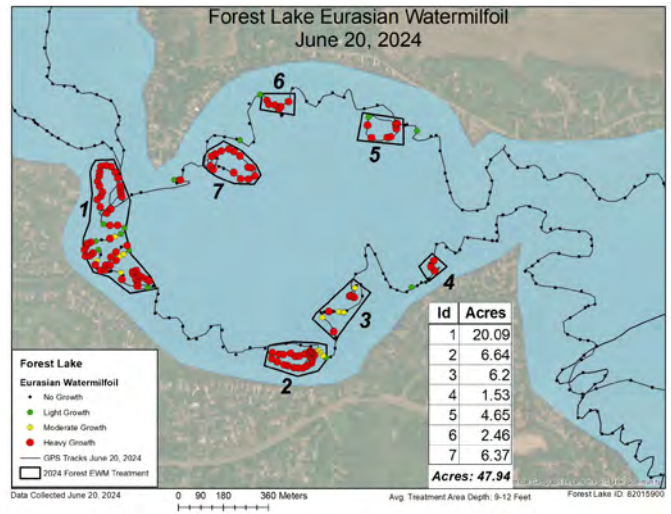 Forest Lake Eurasian Watermilfoil
June 20, 2024
6
5
7
1
4
3
2
Id Acres
1 20.09
2 6.64
3 6.2
4 1.53
5 4.65
6 2.46
7 6.37
Acres: 47.94
Forest Lake
Eurasian Watermilfoil
No Growth
Light Growth
Moderate Growth
Heavy Growth
GPS Tracks June 20, 2024
2024 Forest EWM Treatment
Data Collected June 20, 2024
0 90 180 360 Meters
Avg. Treatment Area Depth: 9-12 Feet
Forest Lake ID: 82015900